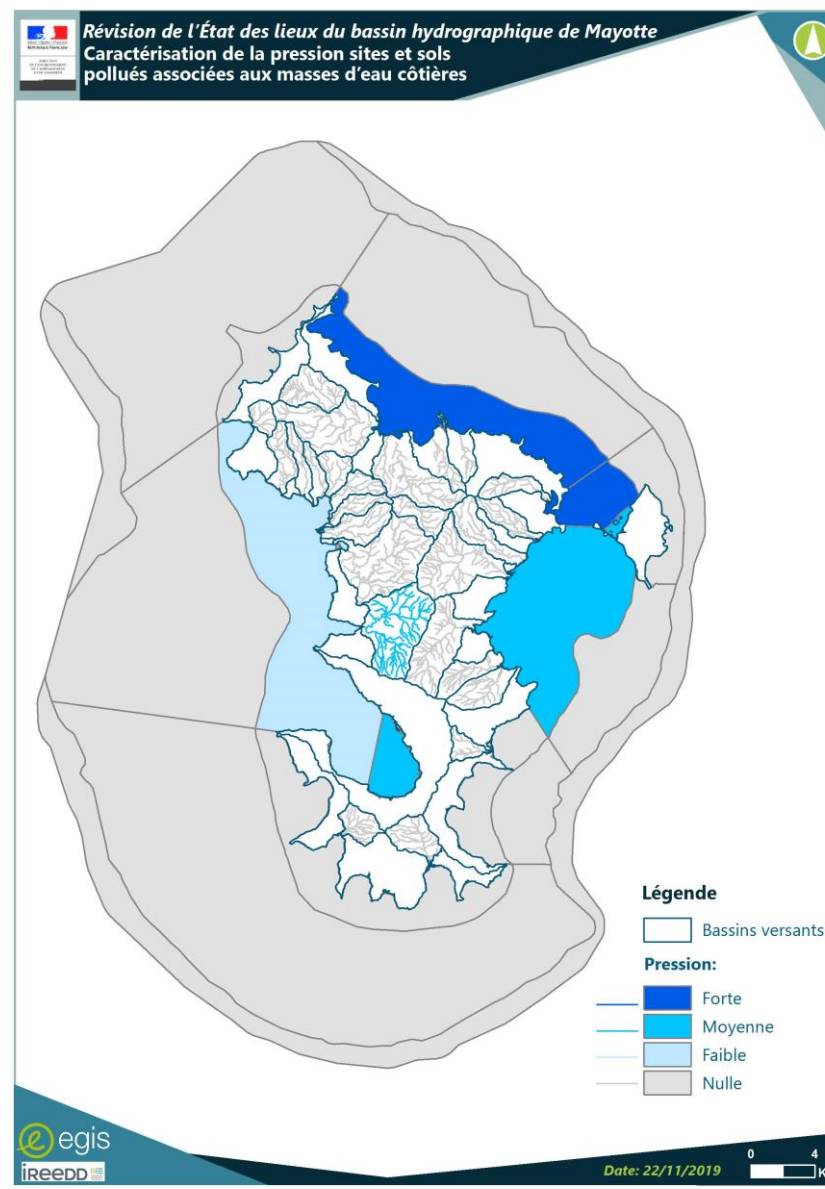 Révision de l'État des lieux du bassin hydrographique de Mayotte
Caractérisation de la pression sites et sols
pollués associées aux masses d'eau côtières
RÉPUBLIQUE FRANÇAISE
Légende
Bassins versants
Pression:
Forte
Moyenne
Faible
Nulle
egis
iREEDD
Date: 22/11/2019
0 4
K